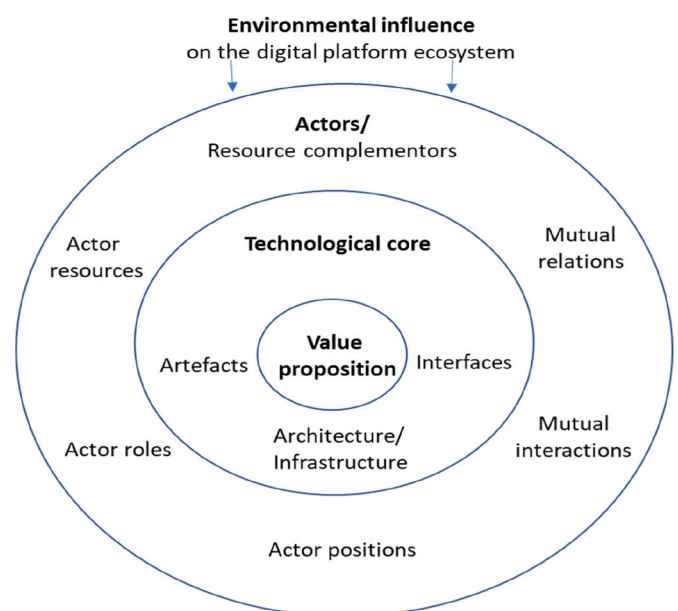 Environmental influence
on the digital platform ecosystem
Actors/
Resource complementors
Actor
resources
Mutual
relations
Technological core
Value
proposition
Artefacts
Interfaces
Architecture/
Infrastructure
Actor roles
Mutual
interactions
Actor positions